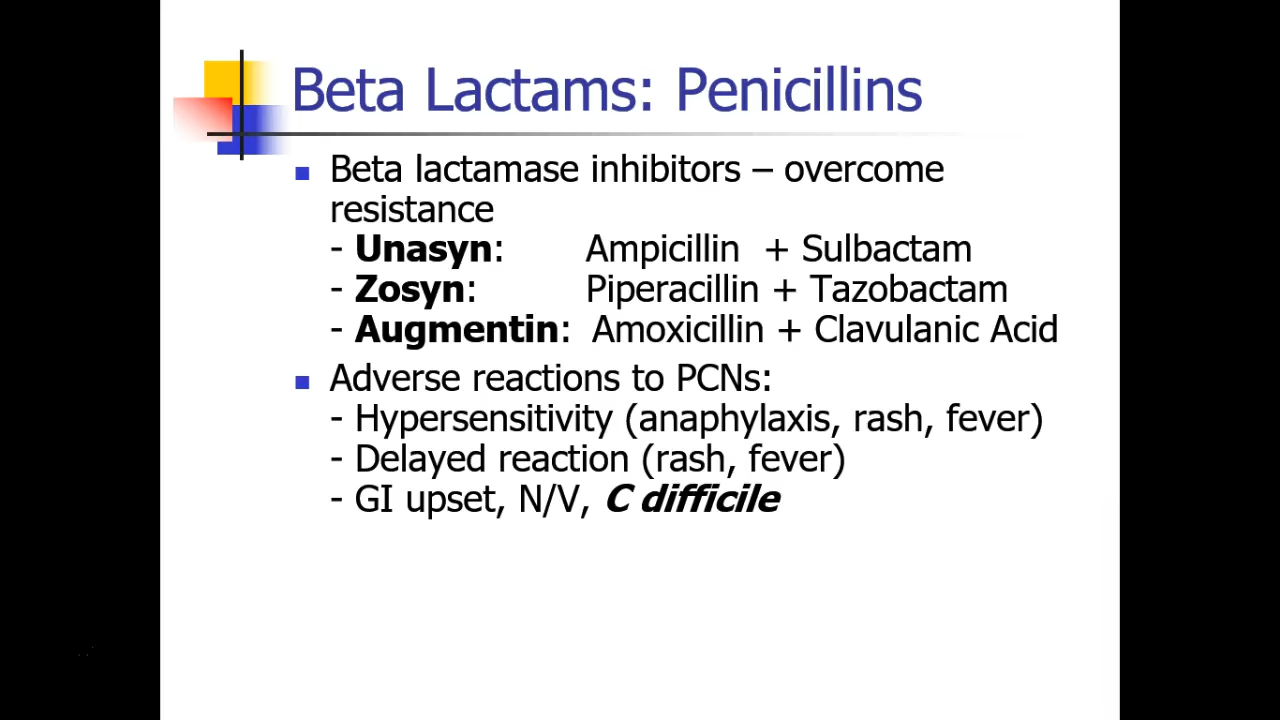 Beta Lactams: Penicillins
Beta lactamase inhibitors – overcome
resistance
- Unasyn: Ampicillin + Sulbactam
- Zosyn: Piperacillin + Tazobactam
- Augmentin: Amoxicillin + Clavulanic Acid
Adverse reactions to PCNs:
- Hypersensitivity (anaphylaxis, rash, fever)
- Delayed reaction (rash, fever)
- GI upset, N/V, C difficile